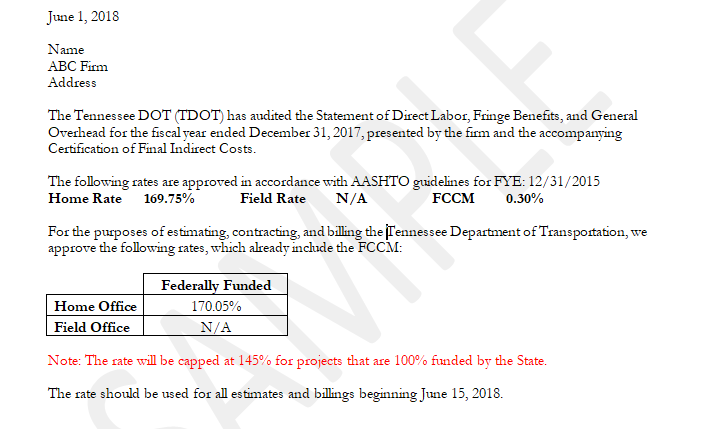 June 1, 2018
Name
ABC Firm
Address
The Tennessee DOT (TDOT) has audited the Statement of Direct Labor, Fringe Benefits, and General
Overhead for the fiscal year ended December 31, 2017, presented by the firm and the accompanying
Certification of Final Indirect Costs.
The following rates are approved in accordance with AASHTO guidelines for FYE: 12/31/2015
Home Rate 169.75% Field Rate N/A FCCM 0.30%
For the purposes of estimating, contracting, and billing the Tennessee Department of Transportation, we
approve the following rates, which already include the FCCM:
Federally Funded
Home Office 170.05%
Field Office N/A
Note: The rate will be capped at 145% for projects that are 100% funded by the State.
The rate should be used for all estimates and billings beginning June 15, 2018.
SAMPLE